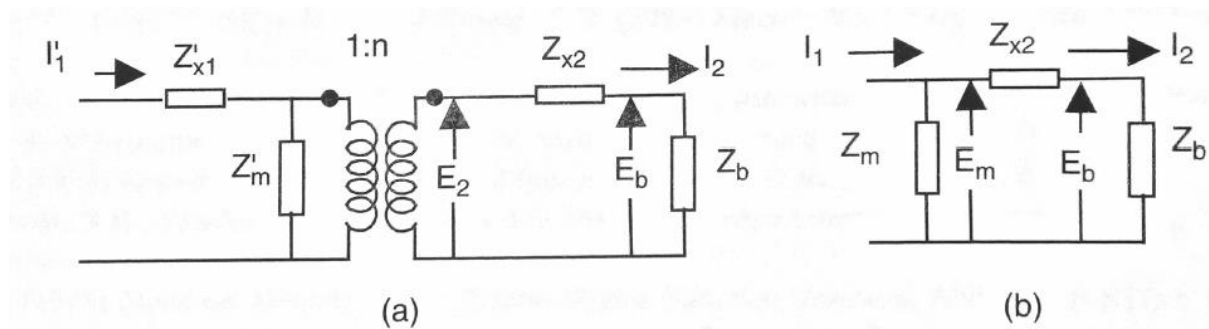 I'1 Z'x1 1:n Zx2 I2
Z'm E2 Eb Zb
(a)
I1 Zx2 I2
Zm Em Eb Zb
(b)